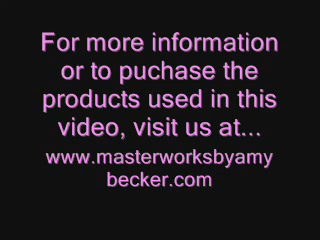 For more information
or to puchase the
products used in this
video, visit us at...
www.masterworksbyamy
becker.com